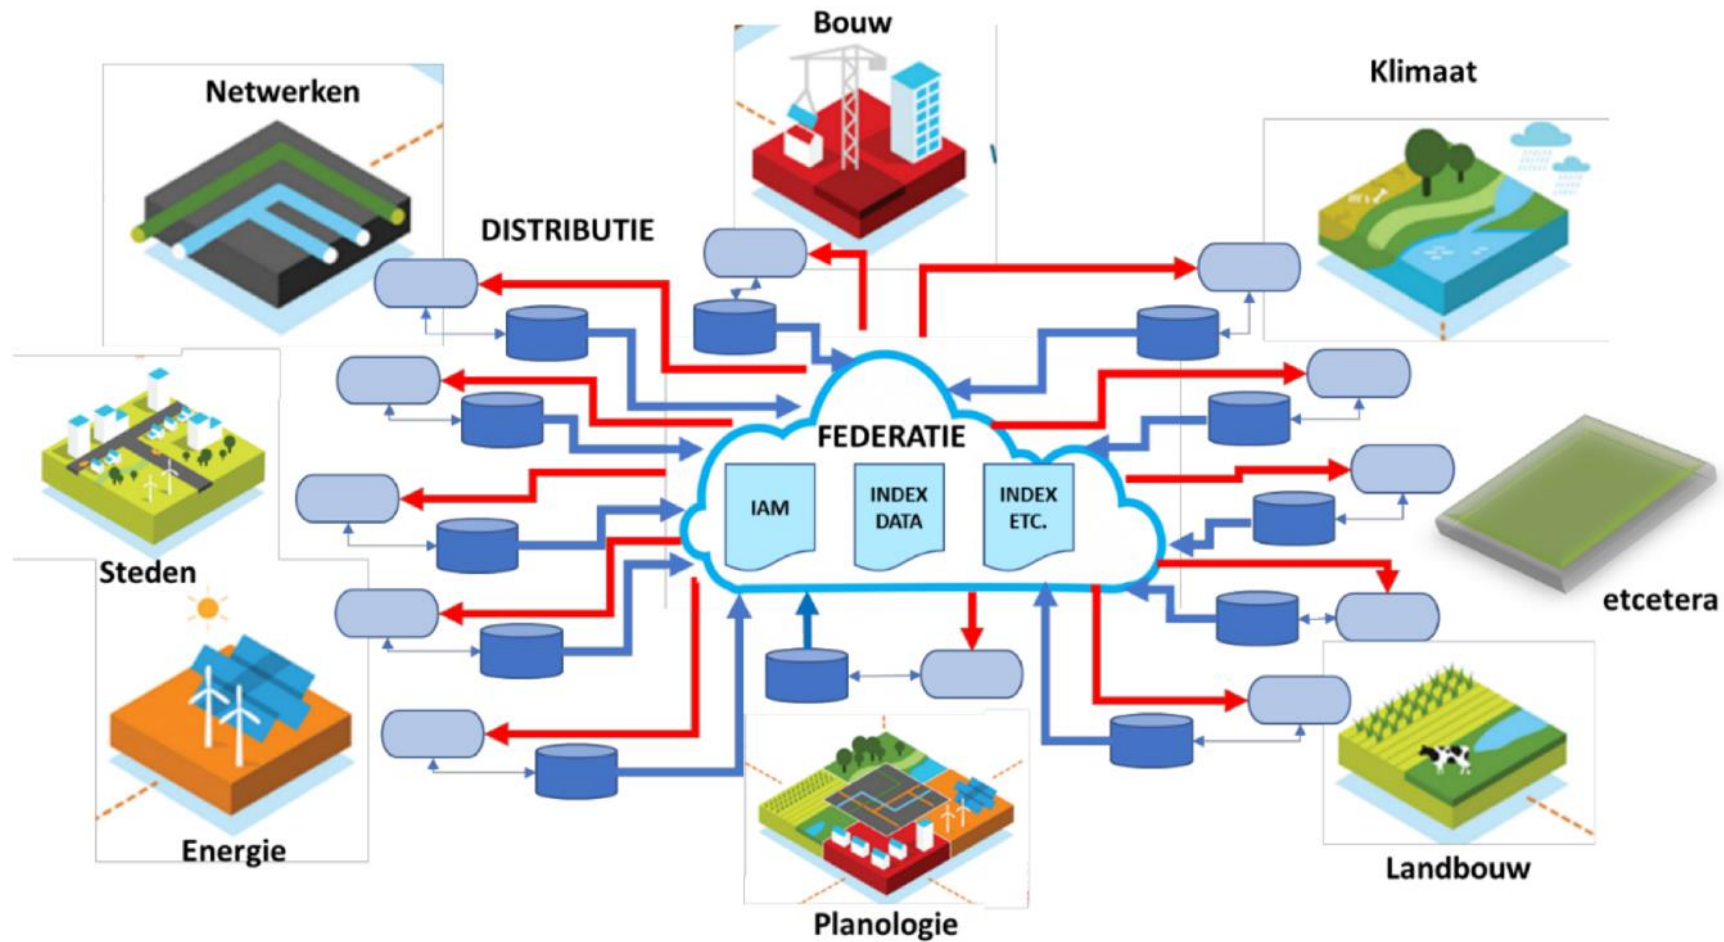 Bouw
Klimaat
Netwerken
DISTRIBUTIE
FEDERATIE
IAM
INDEX
DATA
INDEX
ETC.
Steden
etcetera
Energie
Landbouw
Planologie